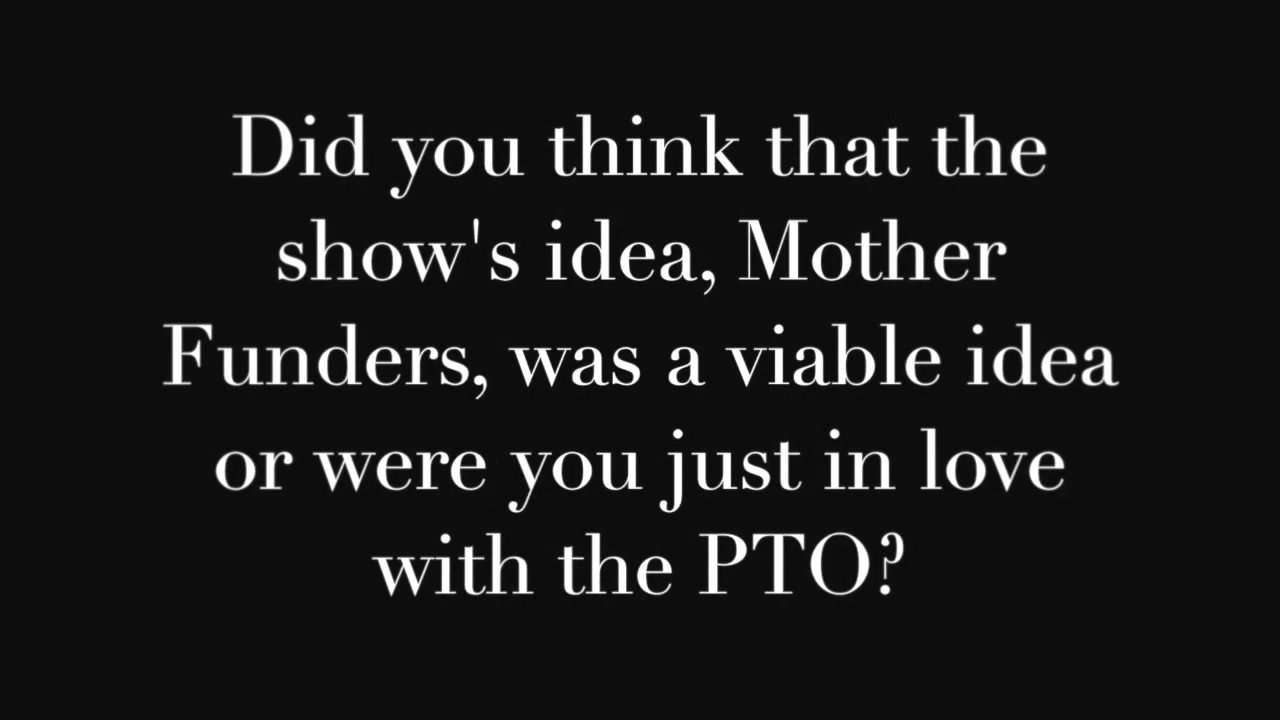 Did you think that the
show's idea, Mother
Funders, was a viable idea
or were you just in love
with the PTO?